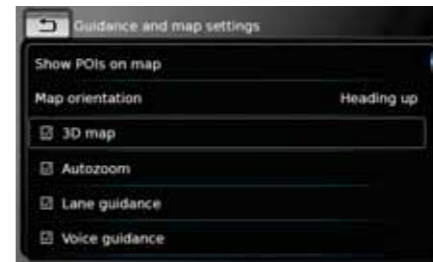 Guidance and map settings
Show POIs on map
Map orientation Heading up
3D map
Autozoom
Lane guidance
Voice guidance